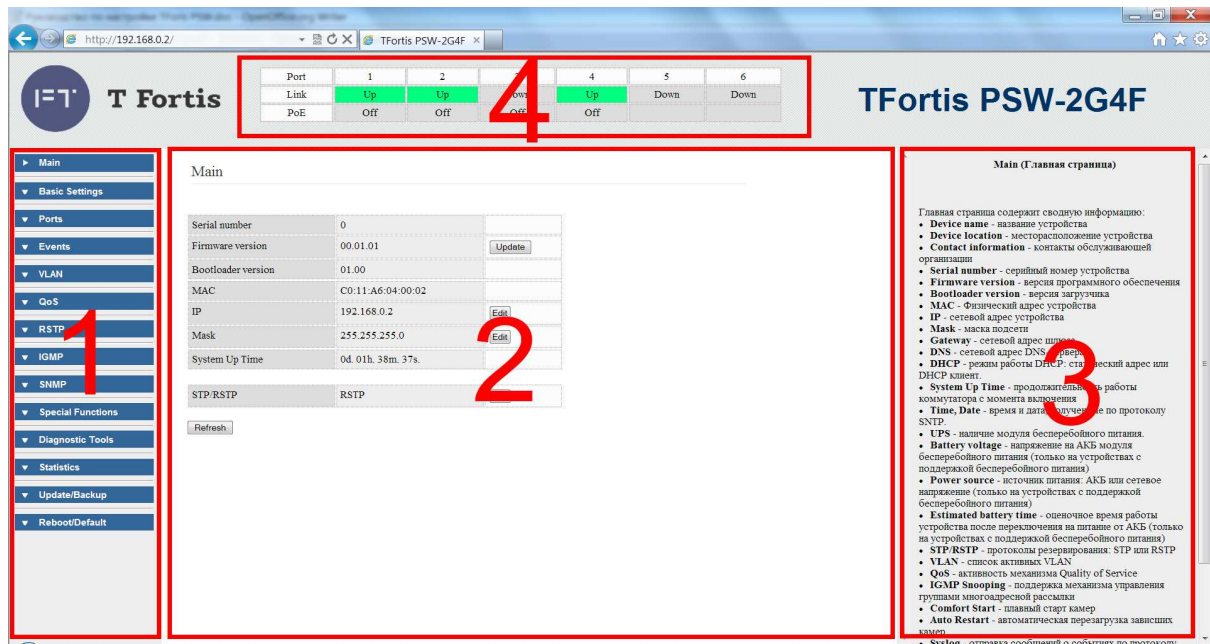 http://192.168.0.2/
TFortis PSW-2G4F
T Fortis
Port 1 2 4 5 6
Link Up Up Up Down Down
PoE Off Off Off
4
TFortis PSW-2G4F
Main
Basic Settings
Ports
Events
VLAN
QoS
RSTP
IGMP
SNMP
Special Functions
Diagnostic Tools
Statistics
Update/Backup
Reboot/Default
1
Main
Serial number 0
Firmware version 00.01.01 Update
Bootloader version 01.00
MAC C0:11:A6:04:00:02
IP 192.168.0.2 Edit
Mask 255.255.255.0 Edit
System Up Time 0d. 01h. 38m. 37s.
STP/RSTP RSTP
Refresh
2
Main (Главная страница)
Главная страница содержит сводную информацию:
• Device name - название устройства
• Device location - месторасположение устройства
• Contact information - контакты обслуживающей
организации
• Serial number - серийный номер устройства
• Firmware version - версия программного обеспечения
• Bootloader version - версия загрузчика
• MAC - Физический адрес устройства
• IP - сетевой адрес устройства
• Mask - маска подсети
• Gateway - сетевой адрес шлюза
• DNS - сетевой адрес DNS сервера
• DHCP - режим работы DHCP: статический адрес или
DHCP клиент.
• System Up Time - продолжительность работы
коммутатора с момента включения
• Time, Date - время и дата, полученные по протоколу
SNTP.
• UPS - наличие модуля бесперебойного питания.
• Battery voltage - напряжение на АКБ модуля
бесперебойного питания (только на устройствах с
поддержкой бесперебойного питания)
• Power source - источник питания: АКБ или сетевое
напряжение (только на устройствах с поддержкой
бесперебойного питания)
• Estimated battery time - оценочное время работы
устройства после переключения на питание от АКБ (только
на устройствах с поддержкой бесперебойного питания)
• STP/RSTP - протоколы резервирования: STP или RSTP
• VLAN - список активных VLAN
• QoS - активность механизма Quality of Service
• IGMP Snooping - поддержка механизма управления
группами многоадресной рассылки
• Comfort Start - плавный старт камер
• Auto Restart - автоматическая перезагрузка зависших
камер
• Syslog - отправка сообщений о событиях по протоколу
3